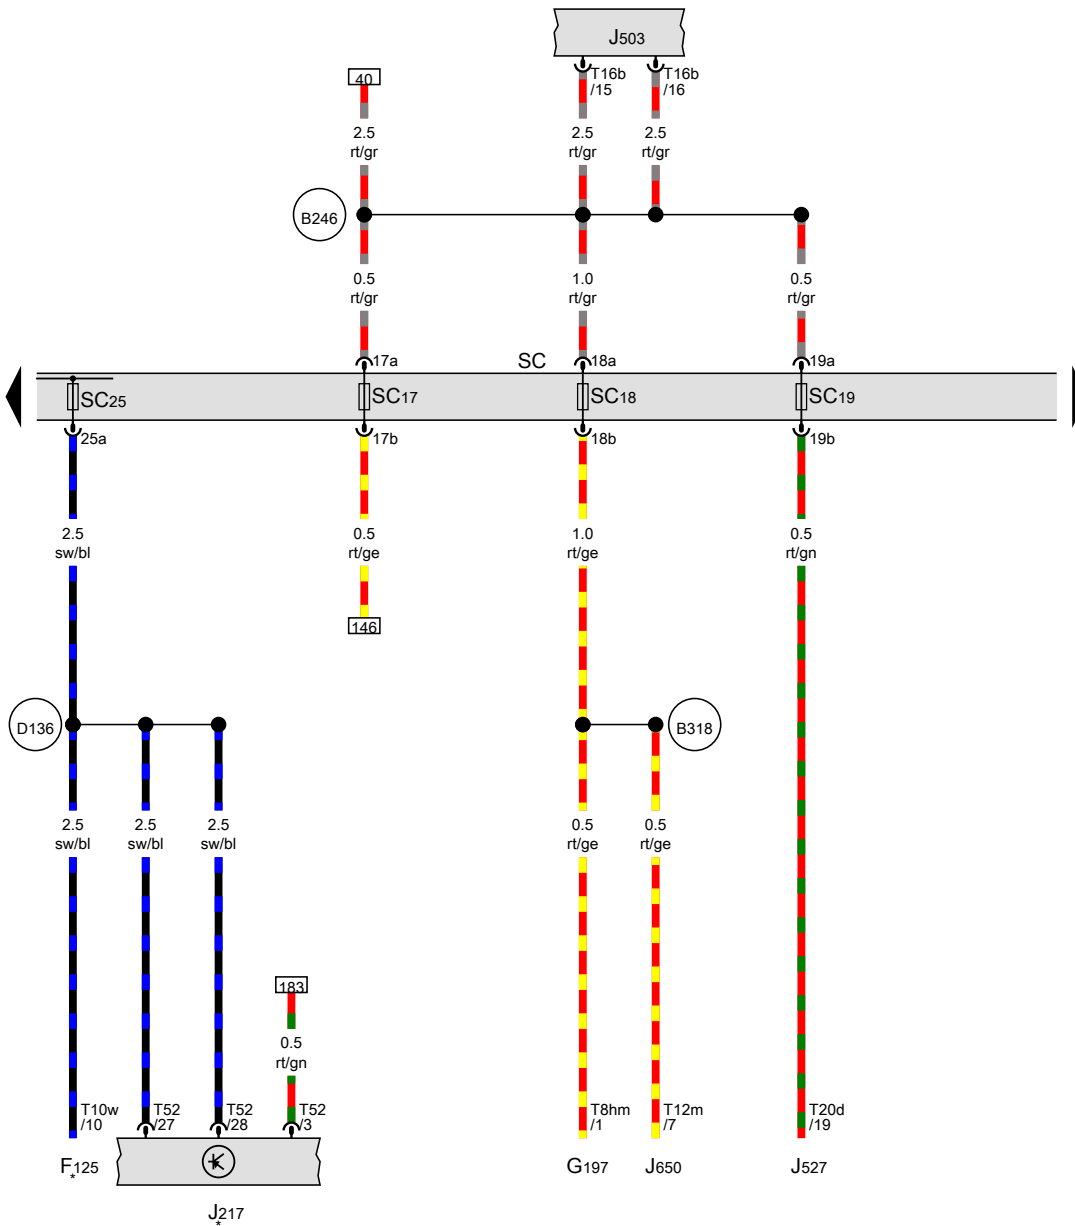 J503
T16b
/15
T16b
/16
40
2.5
rt/gr
2.5
rt/gr
2.5
rt/gr
B246
0.5
rt/gr
1.0
rt/gr
0.5
rt/gr
17a
SC
18a
19a
SC25
SC17
SC18
SC19
25a
17b
18b
19b
2.5
sw/bl
0.5
rt/ge
1.0
rt/ge
0.5
rt/gn
146
D136
B318
2.5
sw/bl
2.5
sw/bl
2.5
sw/bl
0.5
rt/ge
0.5
rt/ge
183
0.5
rt/gn
T10w
/10
T52
/27
T52
/28
T52
/3
T8hm
/1
T12m
/7
T20d
/19
F125
*
G197
J650
J527
J217
*